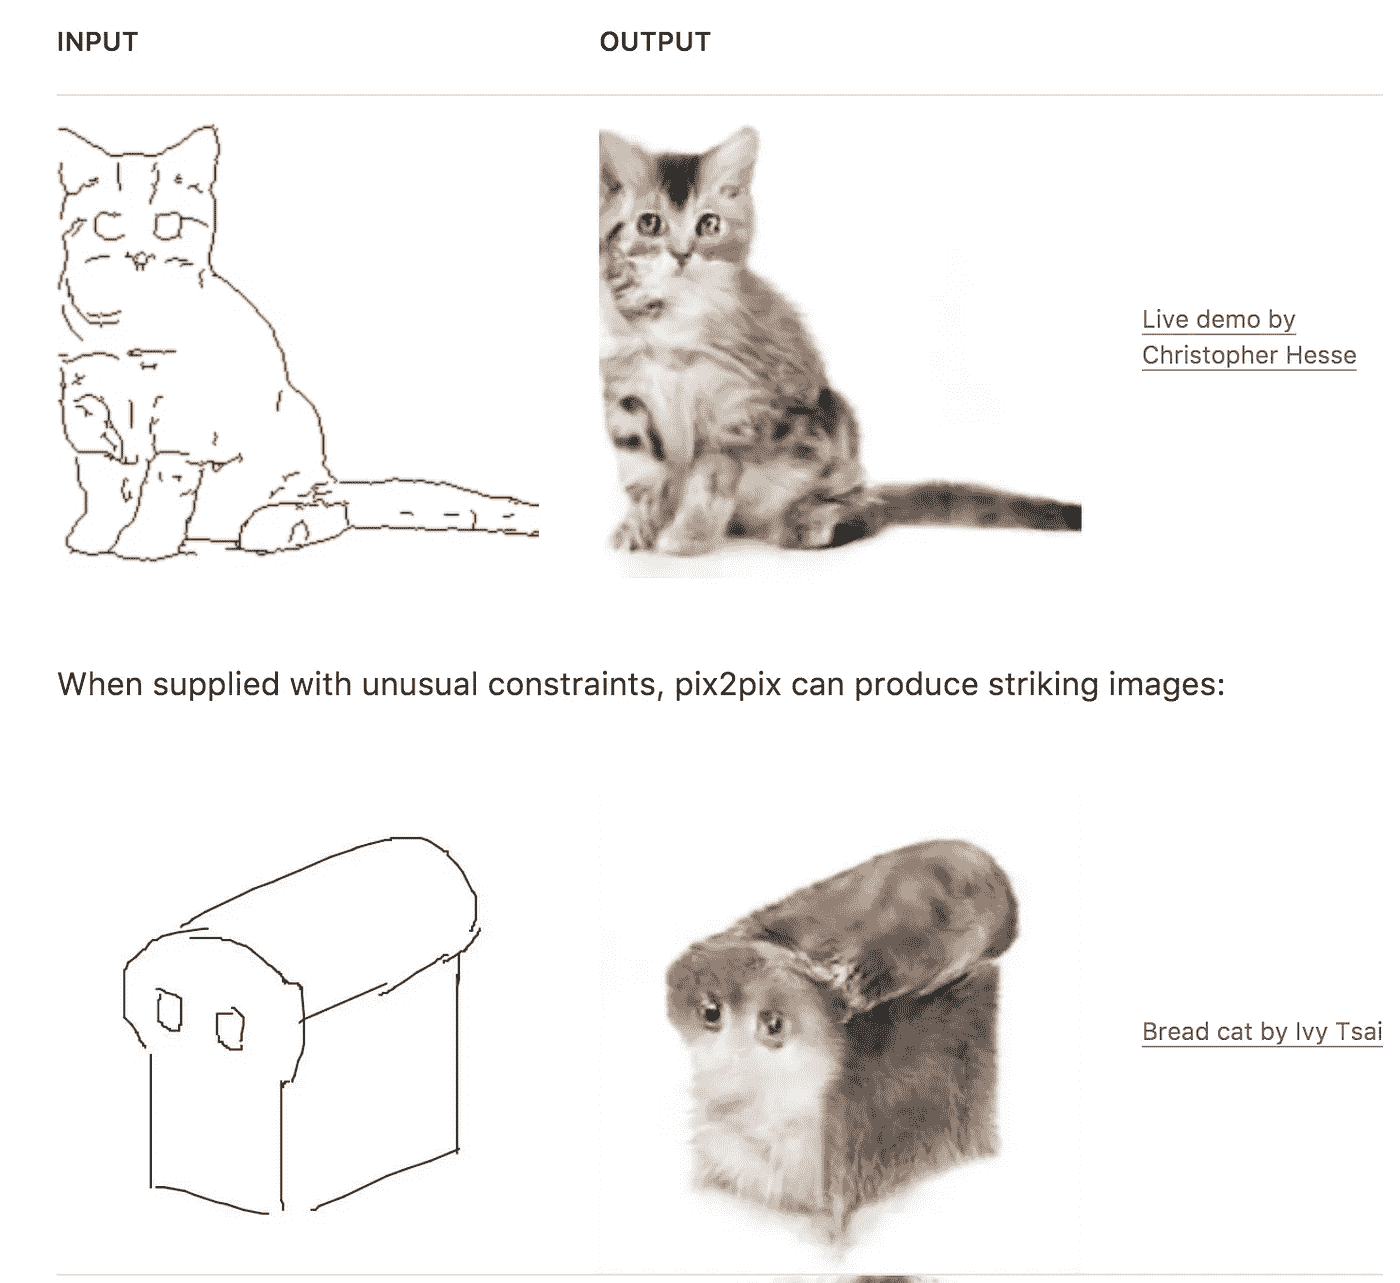 INPUT
OUTPUT
Live demo by
Christopher Hesse
When supplied with unusual constraints, pix2pix can produce striking images:
Bread cat by Ivy Tsai